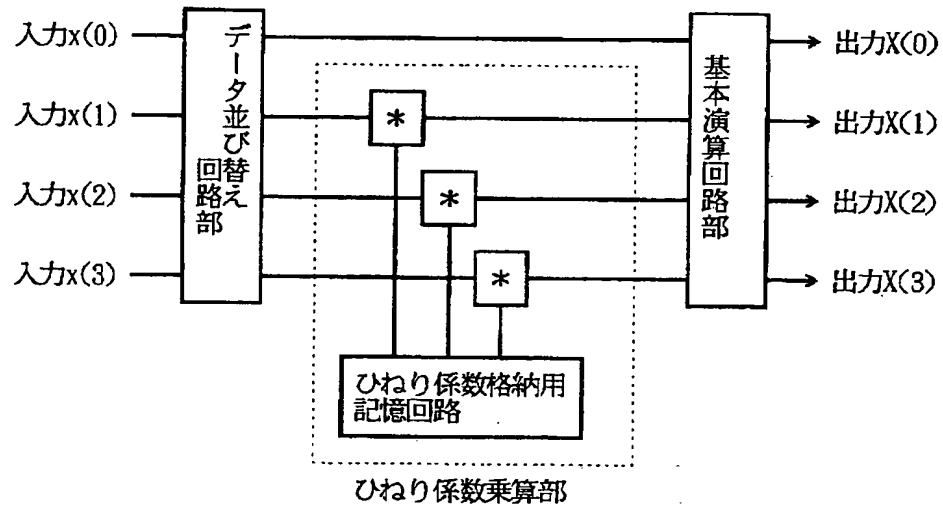 入力x(0)
入力x(1)
入力x(2)
入力x(3)
データ並び替え
回路部
*
*
*
ひねり係数格納用
記憶回路
ひねり係数乗算部
基本演算回路部
出力X(0)
出力X(1)
出力X(2)
出力X(3)